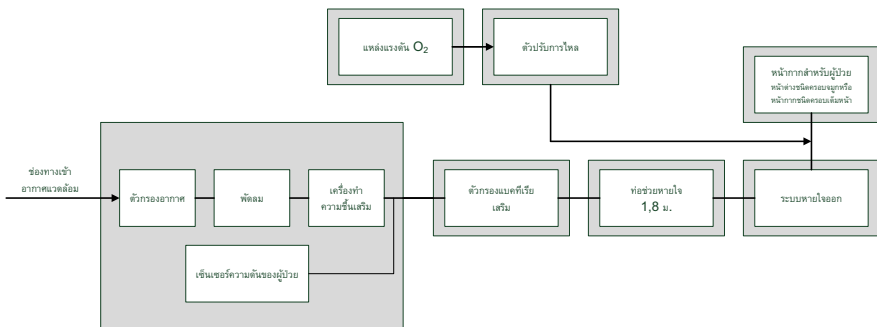 แหล่งแรงดัน O2
ตัวปรับการไหล
หน้ากากสำหรับผู้ป่วย
หน้าต่างชนิดครอบจมูกหรือ
หน้ากากชนิดครอบเต็มหน้า
ช่องทางเข้า
อากาศแวดล้อม
ตัวกรองอากาศ
พัดลม
เครื่องทำ
ความชื้นเสริม
ตัวกรองแบคทีเรีย
เสริม
ท่อช่วยหายใจ
1,8 ม.
ระบบหายใจออก
เซ็นเซอร์ความดันของผู้ป่วย